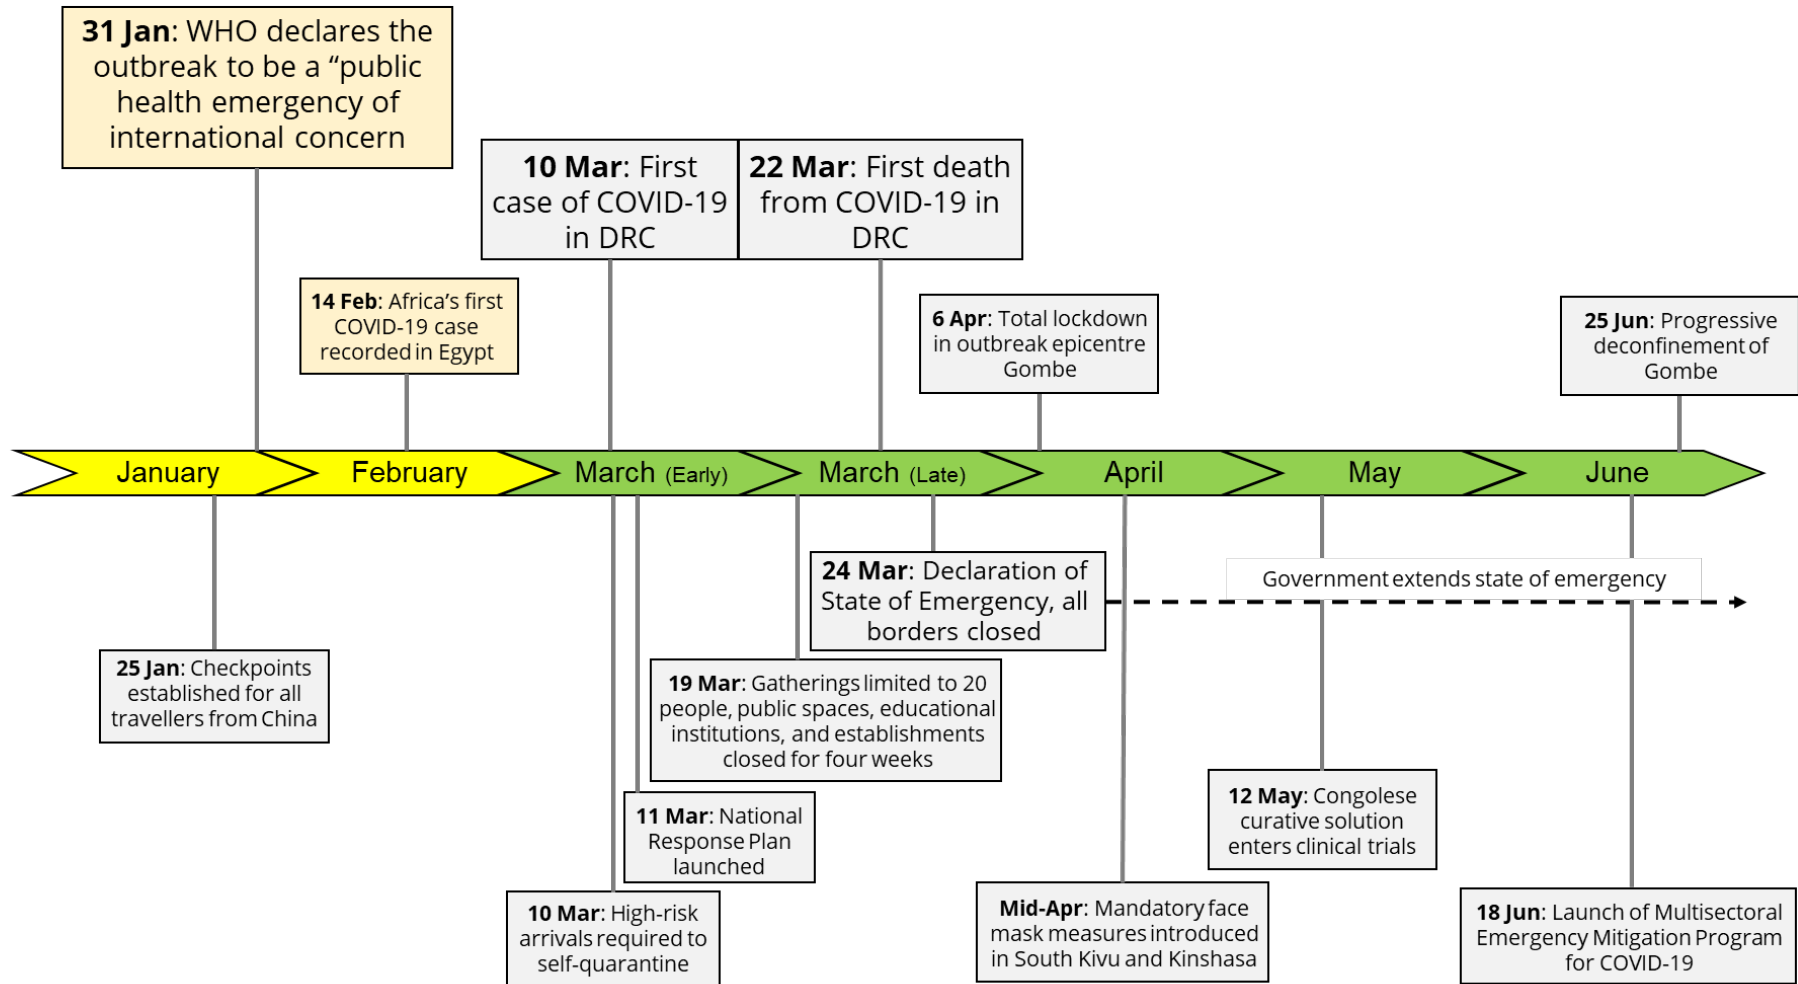 31 Jan: WHO declares the
outbreak to be a “public
health emergency of
international concern
10 Mar: First
case of COVID-19
in DRC
22 Mar: First death
from COVID-19 in
DRC
14 Feb: Africa’s first
COVID-19 case
recorded in Egypt
6 Apr: Total lockdown
in outbreak epicentre
Gombe
25 Jun: Progressive
deconfinement of
Gombe
January
February
March (Early)
March (Late)
April
May
June
24 Mar: Declaration of
State of Emergency, all
borders closed
Government extends state of emergency
25 Jan: Checkpoints
established for all
travellers from China
19 Mar: Gatherings limited to 20
people, public spaces, educational
institutions, and establishments
closed for four weeks
11 Mar: National
Response Plan
launched
12 May: Congolese
curative solution
enters clinical trials
10 Mar: High-risk
arrivals required to
self-quarantine
Mid-Apr: Mandatory face
mask measures introduced
in South Kivu and Kinshasa
18 Jun: Launch of Multisectoral
Emergency Mitigation Program
for COVID-19